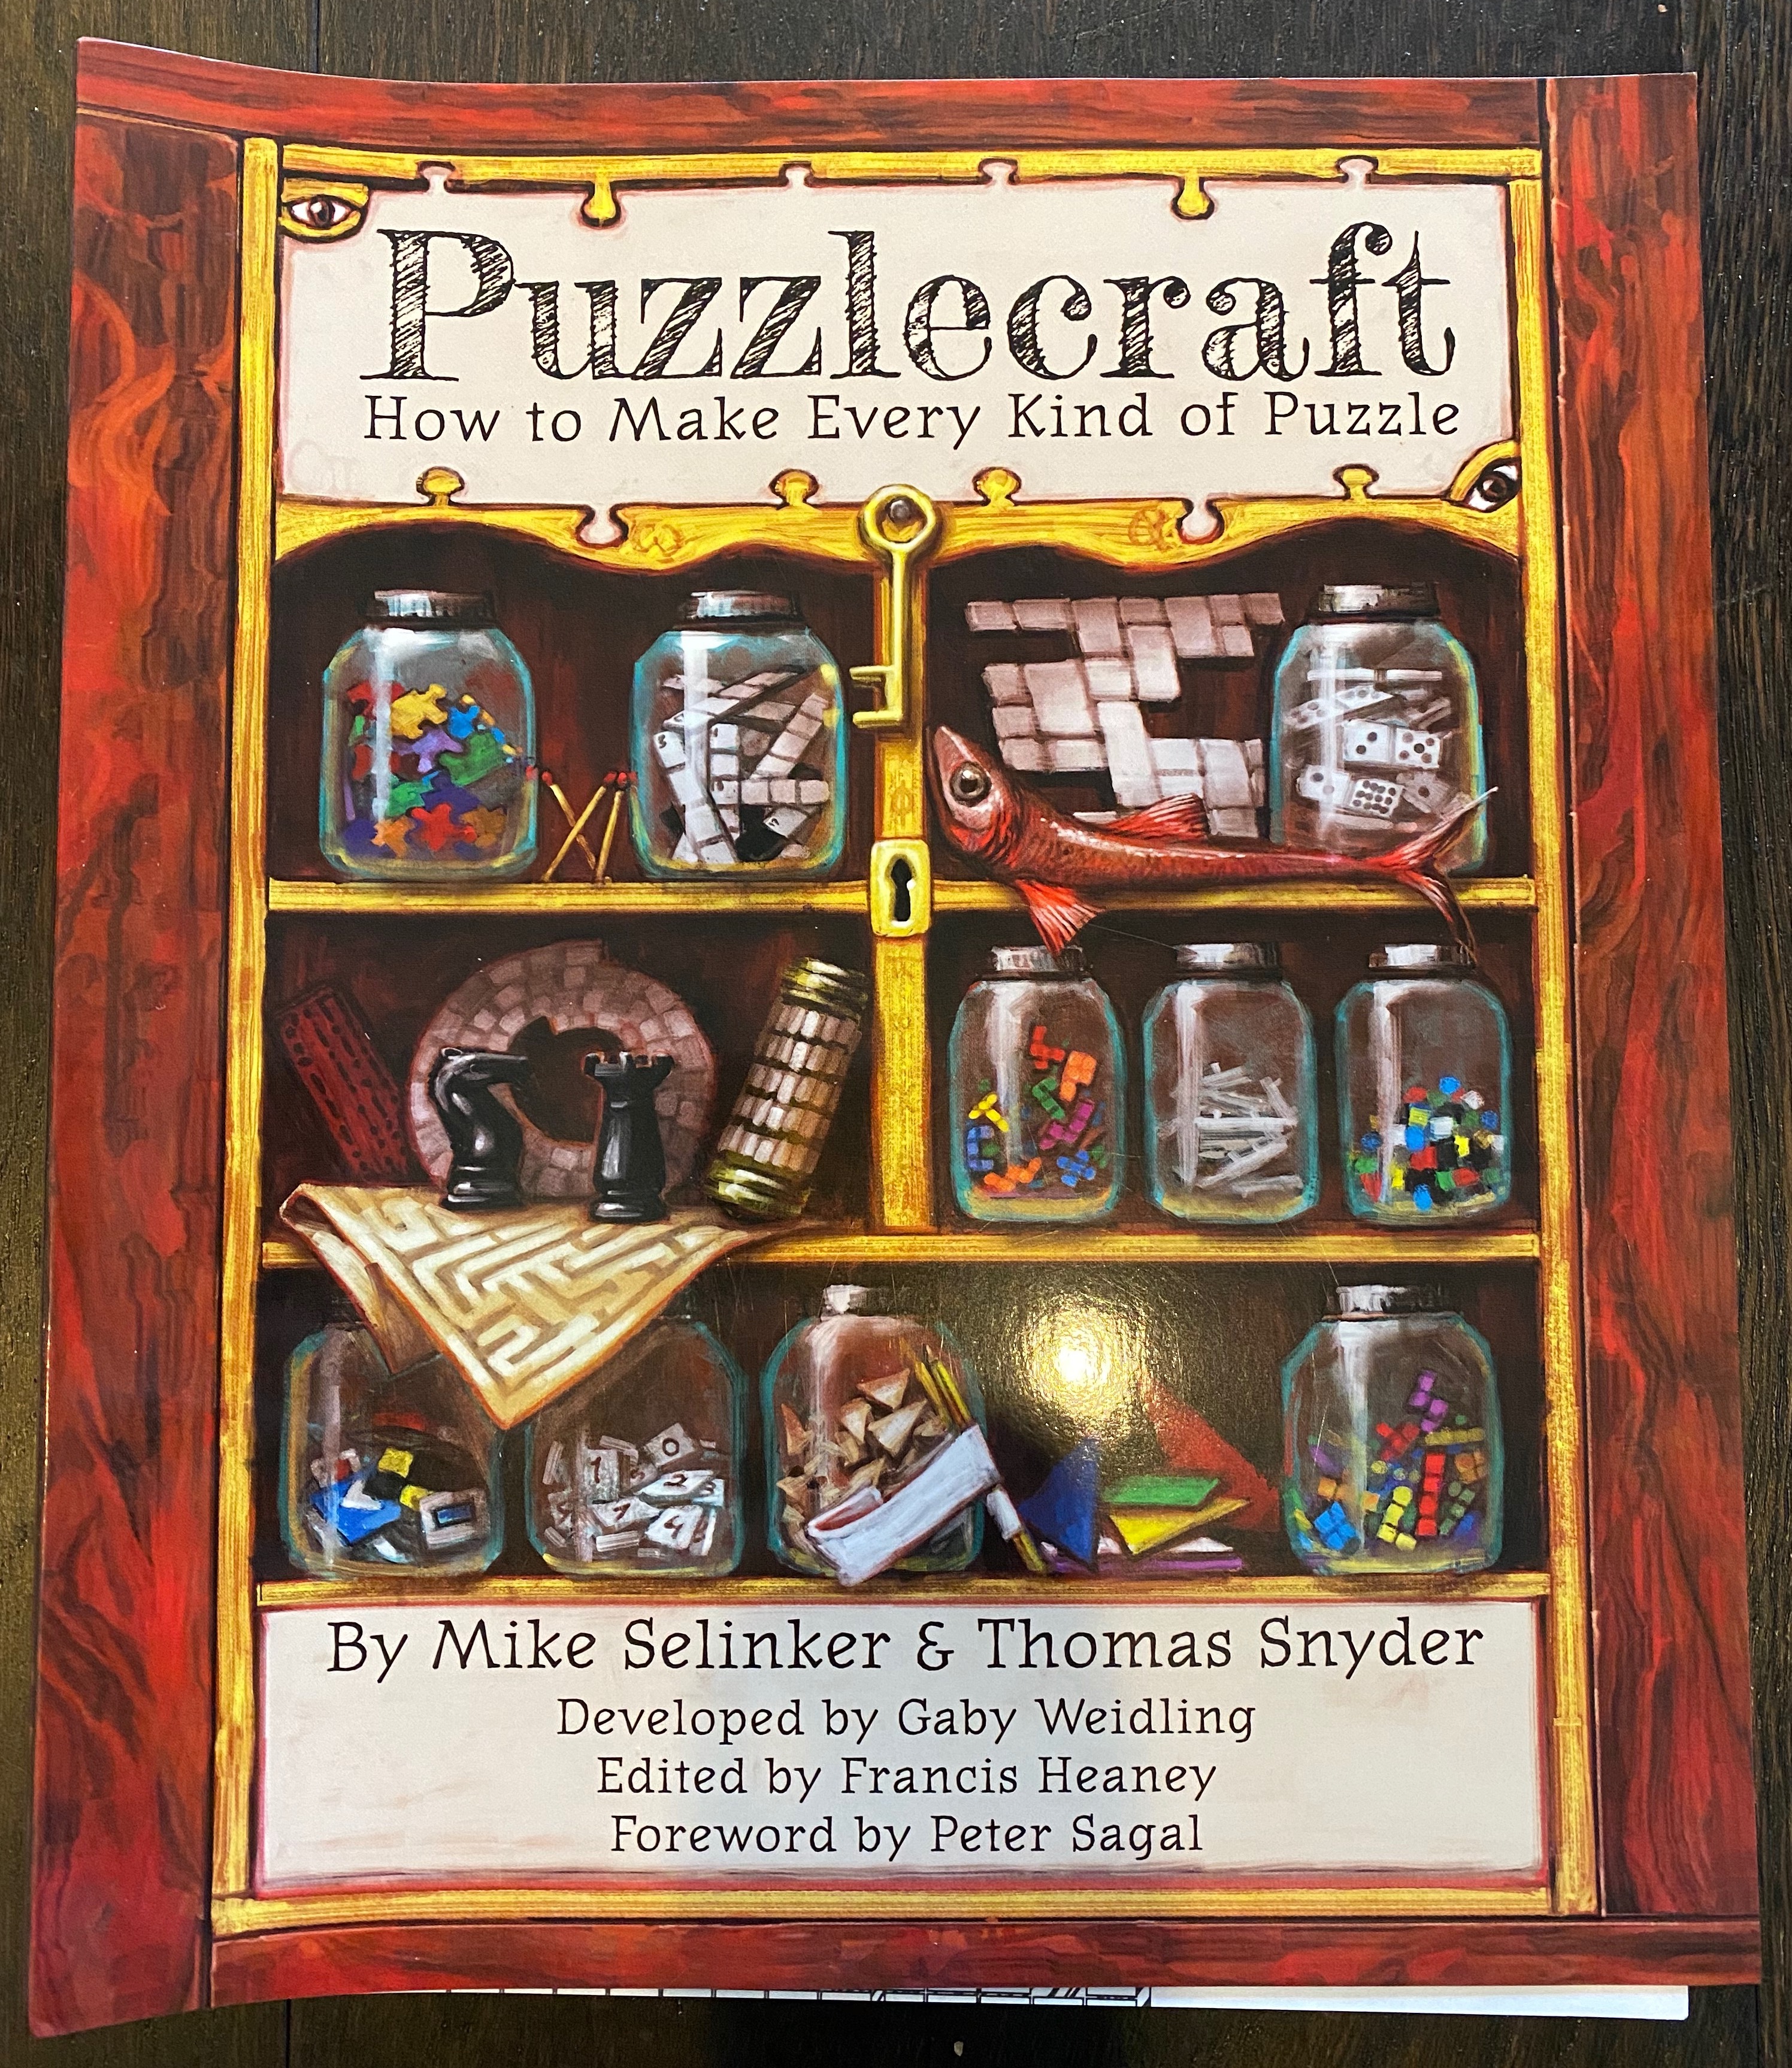 Puzzlecraft
How to Make Every Kind of Puzzle
By Mike Selinker & Thomas Snyder
Developed by Gaby Weidling
Edited by Francis Heaney
Foreword by Peter Sagal